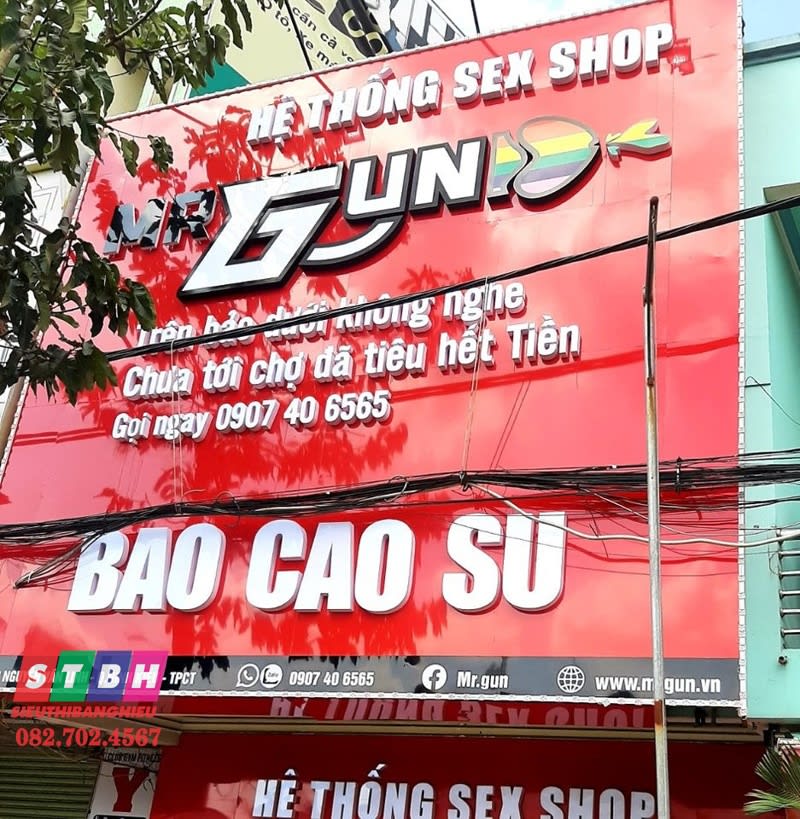 HỆ THỐNG SEX SHOP
MR GUN
Trên bảo dưới không nghe
Chưa tới chợ đã tiêu hết Tiền
Gọi ngay 0907 40 6565
BAO CAO SU
- TPCT 0907 40 6565 Mr.gun www.mrgun.vn
STBH
SIEUTHIBANGHIEU
082.702.4567
HỆ THỐNG SEX SHOP